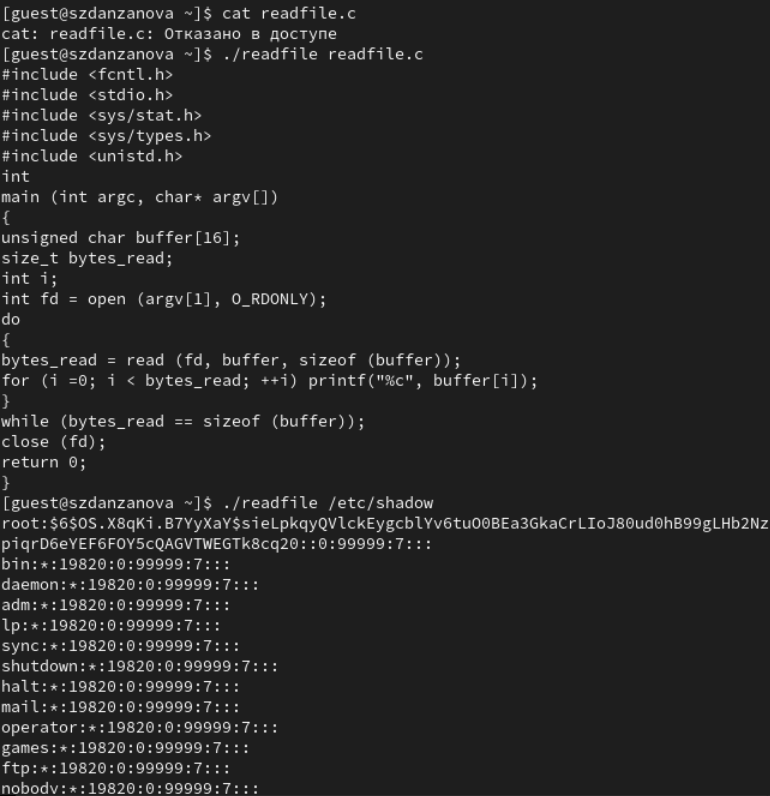 [guest@szdanzanova ~]$ cat readfile.c
cat: readfile.c: Отказано в доступе
[guest@szdanzanova ~]$ ./readfile readfile.c
#include <fcntl.h>
#include <stdio.h>
#include <sys/stat.h>
#include <sys/types.h>
#include <unistd.h>
int
main (int argc, char* argv[])
{
unsigned char buffer[16];
size_t bytes_read;
int i;
int fd = open (argv[1], O_RDONLY);
do
{
bytes_read = read (fd, buffer, sizeof (buffer));
for (i =0; i < bytes_read; ++i) printf("%c", buffer[i]);
}
while (bytes_read == sizeof (buffer));
close (fd);
return 0;
}
[guest@szdanzanova ~]$ ./readfile /etc/shadow
root:$6$OS.X8qKi.B7YyXaY$sieLpkqyQVlckEygcblYv6tuO0BEa3GkaCrLIoJ80ud0hB99gLHb2Nz
piqrD6eYEF6FOY5cQAGVTWEGTk8cq20::0:99999:7:::
bin:*:19820:0:99999:7:::
daemon:*:19820:0:99999:7:::
adm:*:19820:0:99999:7:::
lp:*:19820:0:99999:7:::
sync:*:19820:0:99999:7:::
shutdown:*:19820:0:99999:7:::
halt:*:19820:0:99999:7:::
mail:*:19820:0:99999:7:::
operator:*:19820:0:99999:7:::
games:*:19820:0:99999:7:::
ftp:*:19820:0:99999:7:::
nobody:*:19820:0:99999:7:::